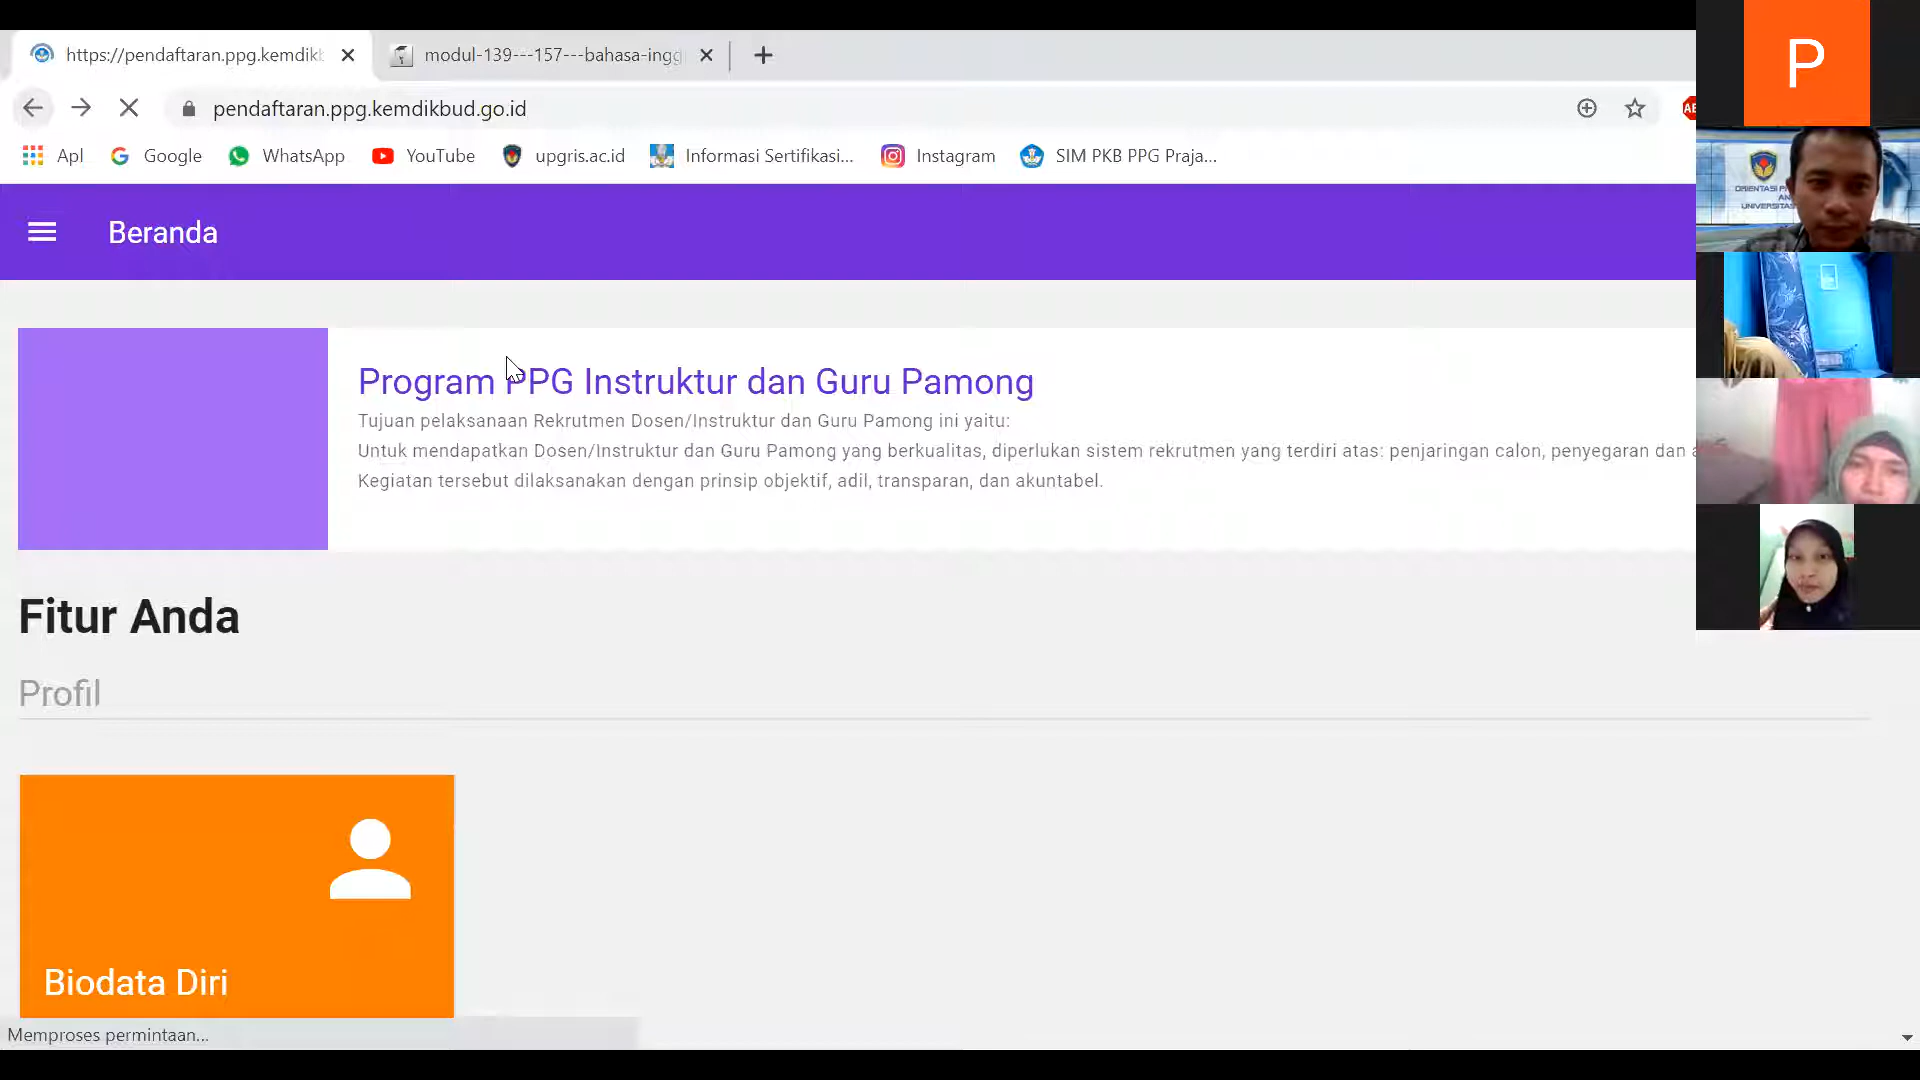 https://pendaftaran.ppg.kemdikb
modul-139---157---bahasa-ingg
pendaftaran.ppg.kemdikbud.go.id
Apl
Google
WhatsApp
YouTube
upgris.ac.id
Informasi Sertifikasi...
Instagram
SIM PKB PPG Praja...
P
Beranda
ORIENTASI
UNIVERSITAS
Program PPG Instruktur dan Guru Pamong
Tujuan pelaksanaan Rekrutmen Dosen/Instruktur dan Guru Pamong ini yaitu:
Untuk mendapatkan Dosen/Instruktur dan Guru Pamong yang berkualitas, diperlukan sistem rekrutmen yang terdiri atas: penjaringan calon, penyegaran dan
Kegiatan tersebut dilaksanakan dengan prinsip objektif, adil, transparan, dan akuntabel.
Fitur Anda
Profil
Biodata Diri
Memproses permintaan...